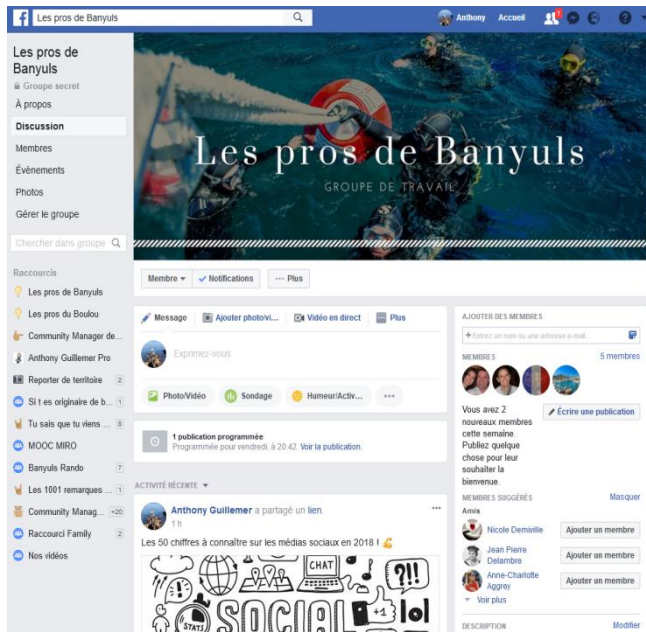 Les pros de Banyuls
Anthony Accueil
1
Les pros de
Banyuls
Groupe secret
À propos
Discussion
Membres
Évènements
Photos
Gérer le groupe
Chercher dans groupe
Raccourcis
Les pros de Banyuls
Les pros du Boulou
Community Manager de...
Anthony Guillemer Pro
Reporter de territoire 2
Si t es originaire de b... 1
Tu sais que tu viens ... 8
MOOC MIRO
Banyuls Rando 7
Les 1001 remarques ... 1
Community Manag... +20
Raccourci Family 2
Nos vidéos
Les pros de Banyuls
GROUPE DE TRAVAIL
Membre Notifications ... Plus
Message Ajouter photo/vi... Vidéo en direct Plus
Exprimez-vous
Photo/Vidéo Sondage Humeur/Activ... ...
1 publication programmée
Programmée pour vendredi, à 20:42. Voir la publication.
ACTIVITÉ RÉCENTE
Anthony Guillemer a partagé un lien.
1 h
Les 50 chiffres à connaître sur les médias sociaux en 2018 !
CHAT
?!!
SOCIAL
STATS
+1
lol
AJOUTER DES MEMBRES
+ Entrez un nom ou une adresse e-mail...
MEMBRES 5 membres
Vous avez 2
nouveaux membres
cette semaine.
Publiez quelque
chose pour leur
souhaiter la
bienvenue.
Écrire une publication
MEMBRES SUGGÉRÉS Masquer
Amis
Nicole Demiville Ajouter un membre
Jean Pierre
Delambre Ajouter un membre
Anne-Charlotte
Aggrey Ajouter un membre
Voir plus
DESCRIPTION Modifier